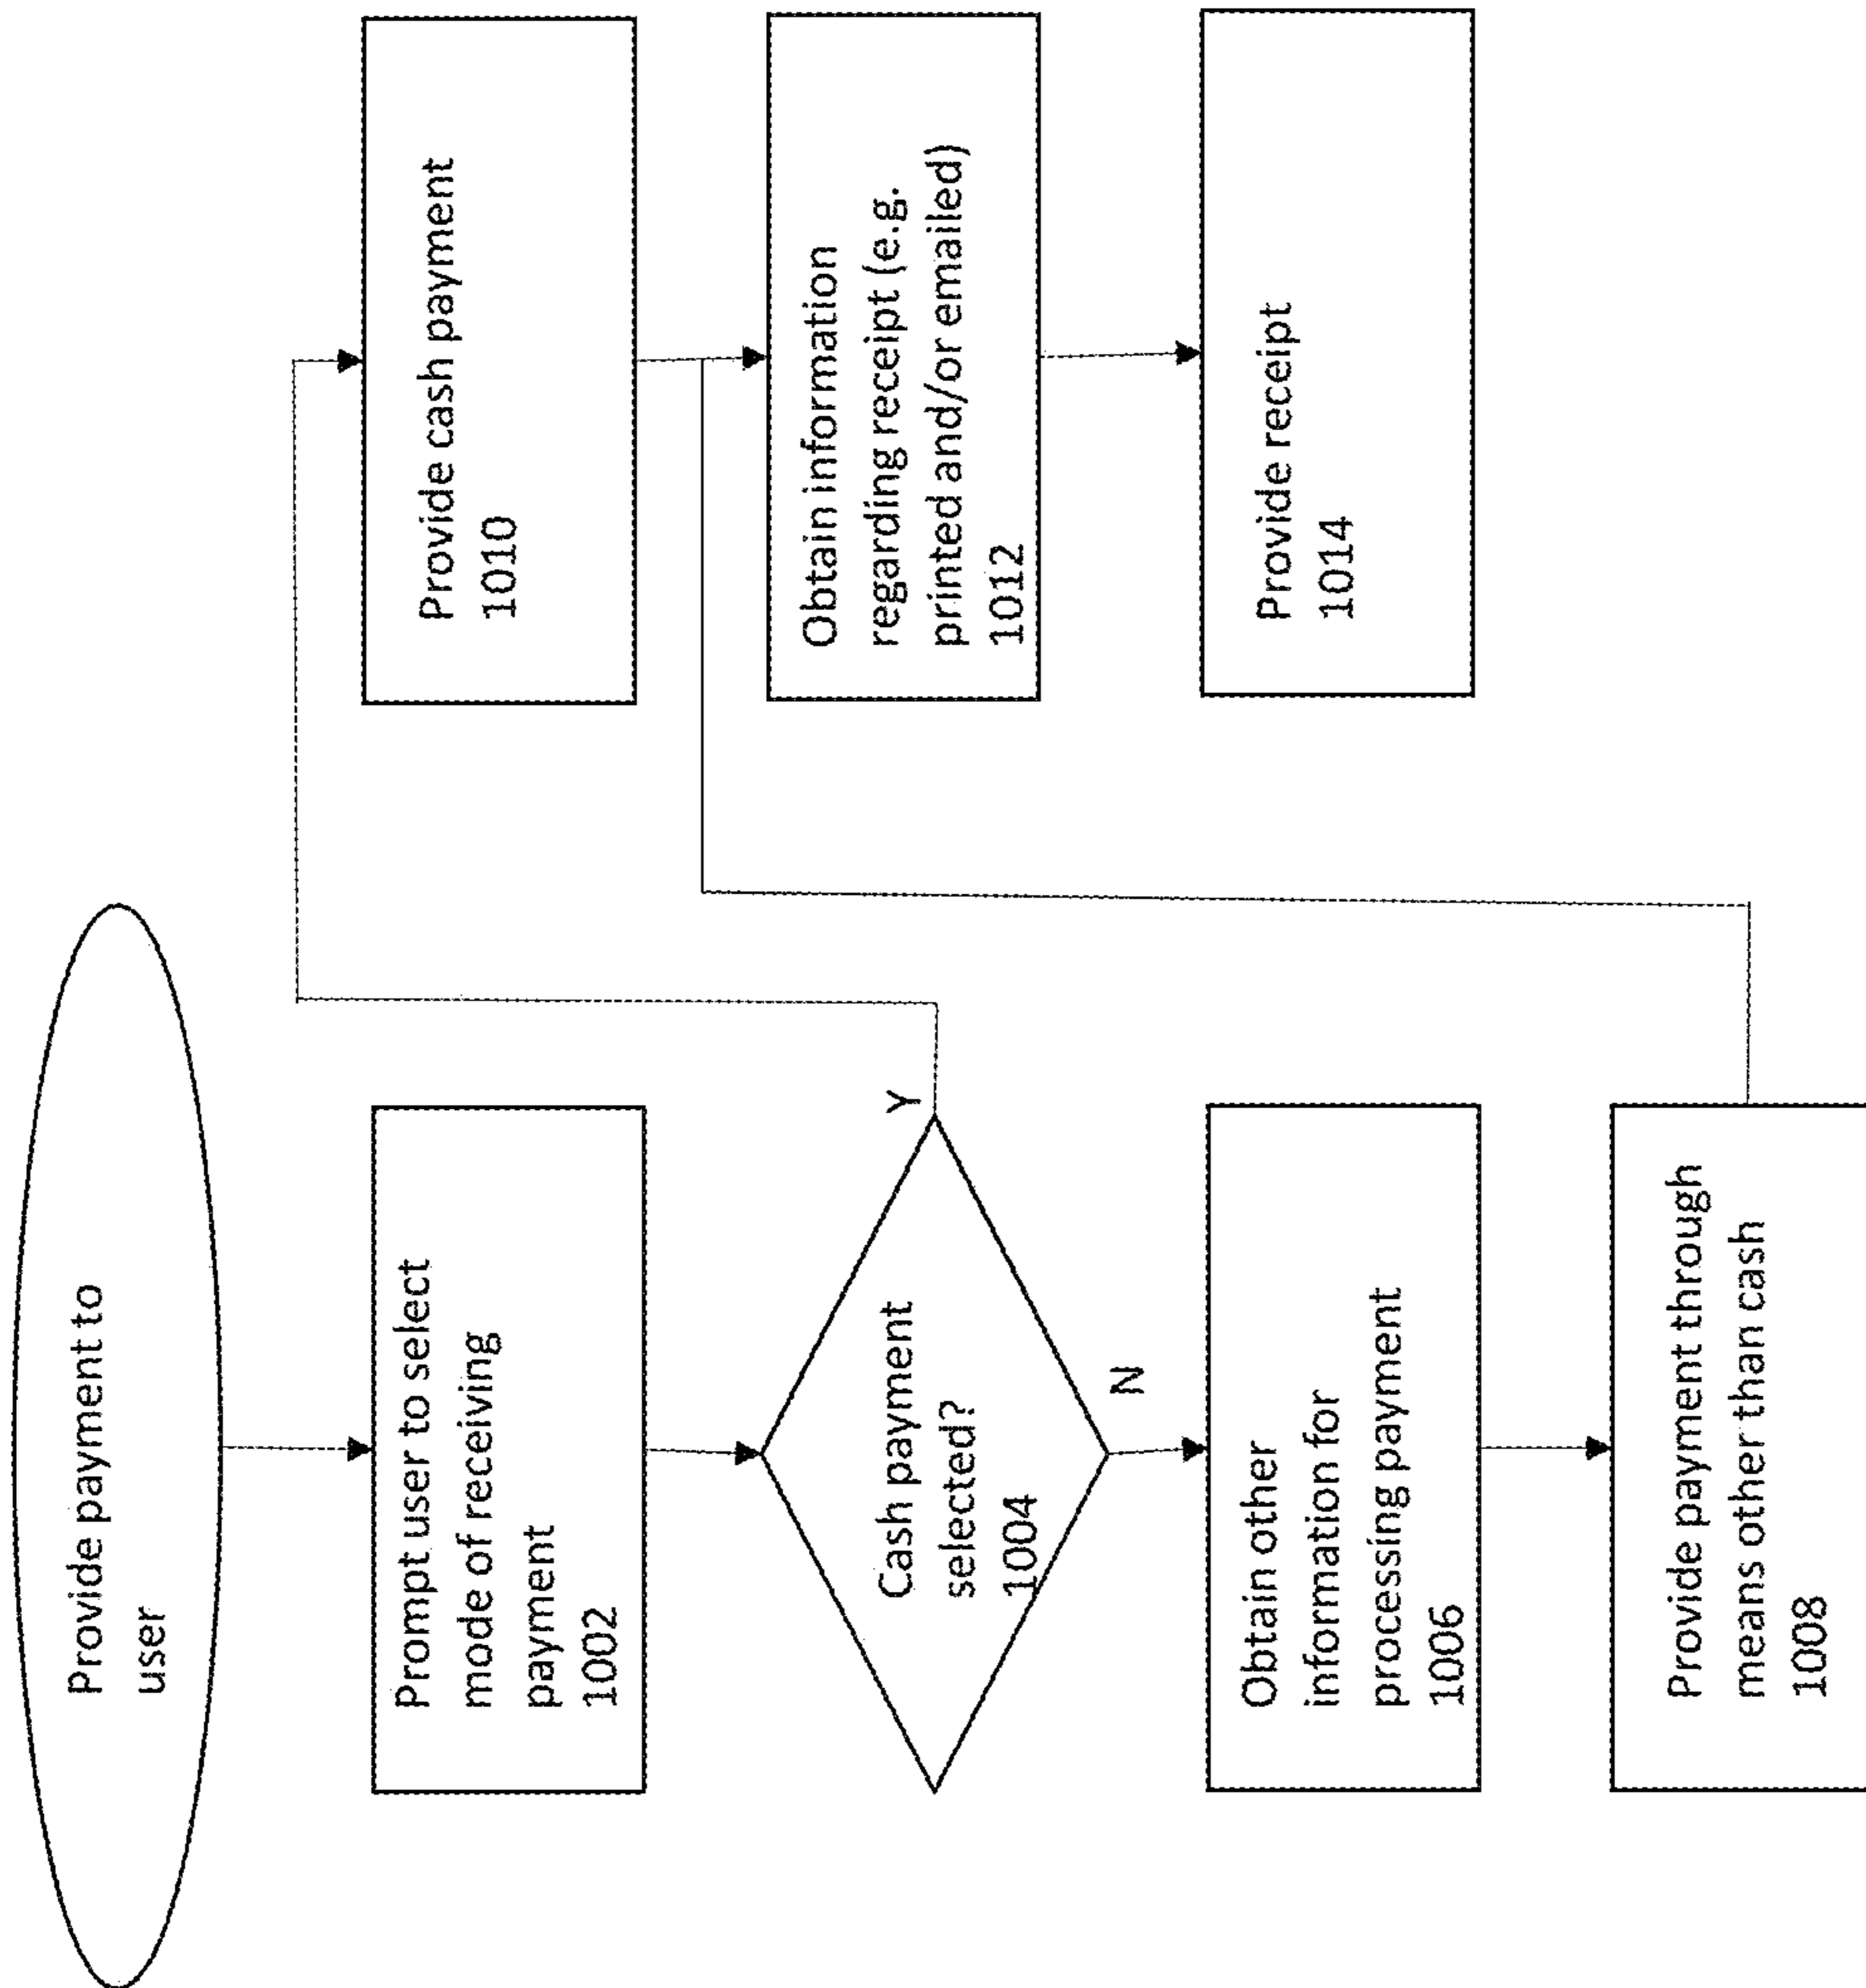 Provide payment to
user
Prompt user to select
mode of receiving
payment
1002
Cash payment
selected?
1004
Y
N
Obtain other
information for
processing payment
1006
Provide payment through
means other than cash
1008
Provide cash payment
1010
Obtain information
regarding receipt (e.g.
printed and/or emailed)
1012
Provide receipt
1014